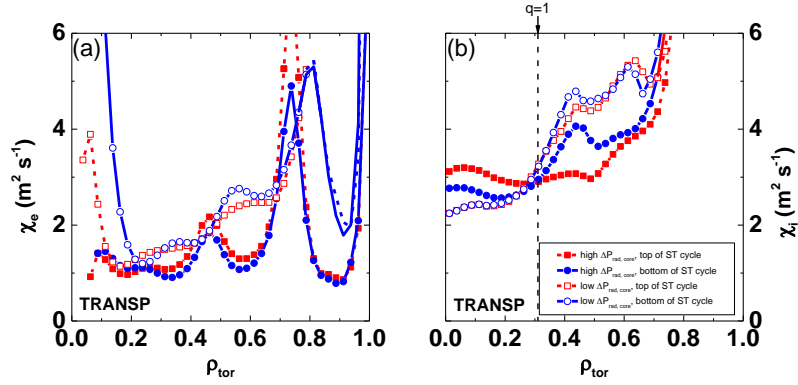 q=1
(a)
(b)
6
4
2
0
χe (m² s⁻¹)
TRANSP
0.0 0.2 0.4 0.6 0.8 1.0
ρtor
6
4
2
0
χi (m² s⁻¹)
TRANSP
high ΔPrad,core, top of ST cycle
high ΔPrad,core, bottom of ST cycle
low ΔPrad,core, top of ST cycle
low ΔPrad,core, bottom of ST cycle
0.0 0.2 0.4 0.6 0.8 1.0
ρtor